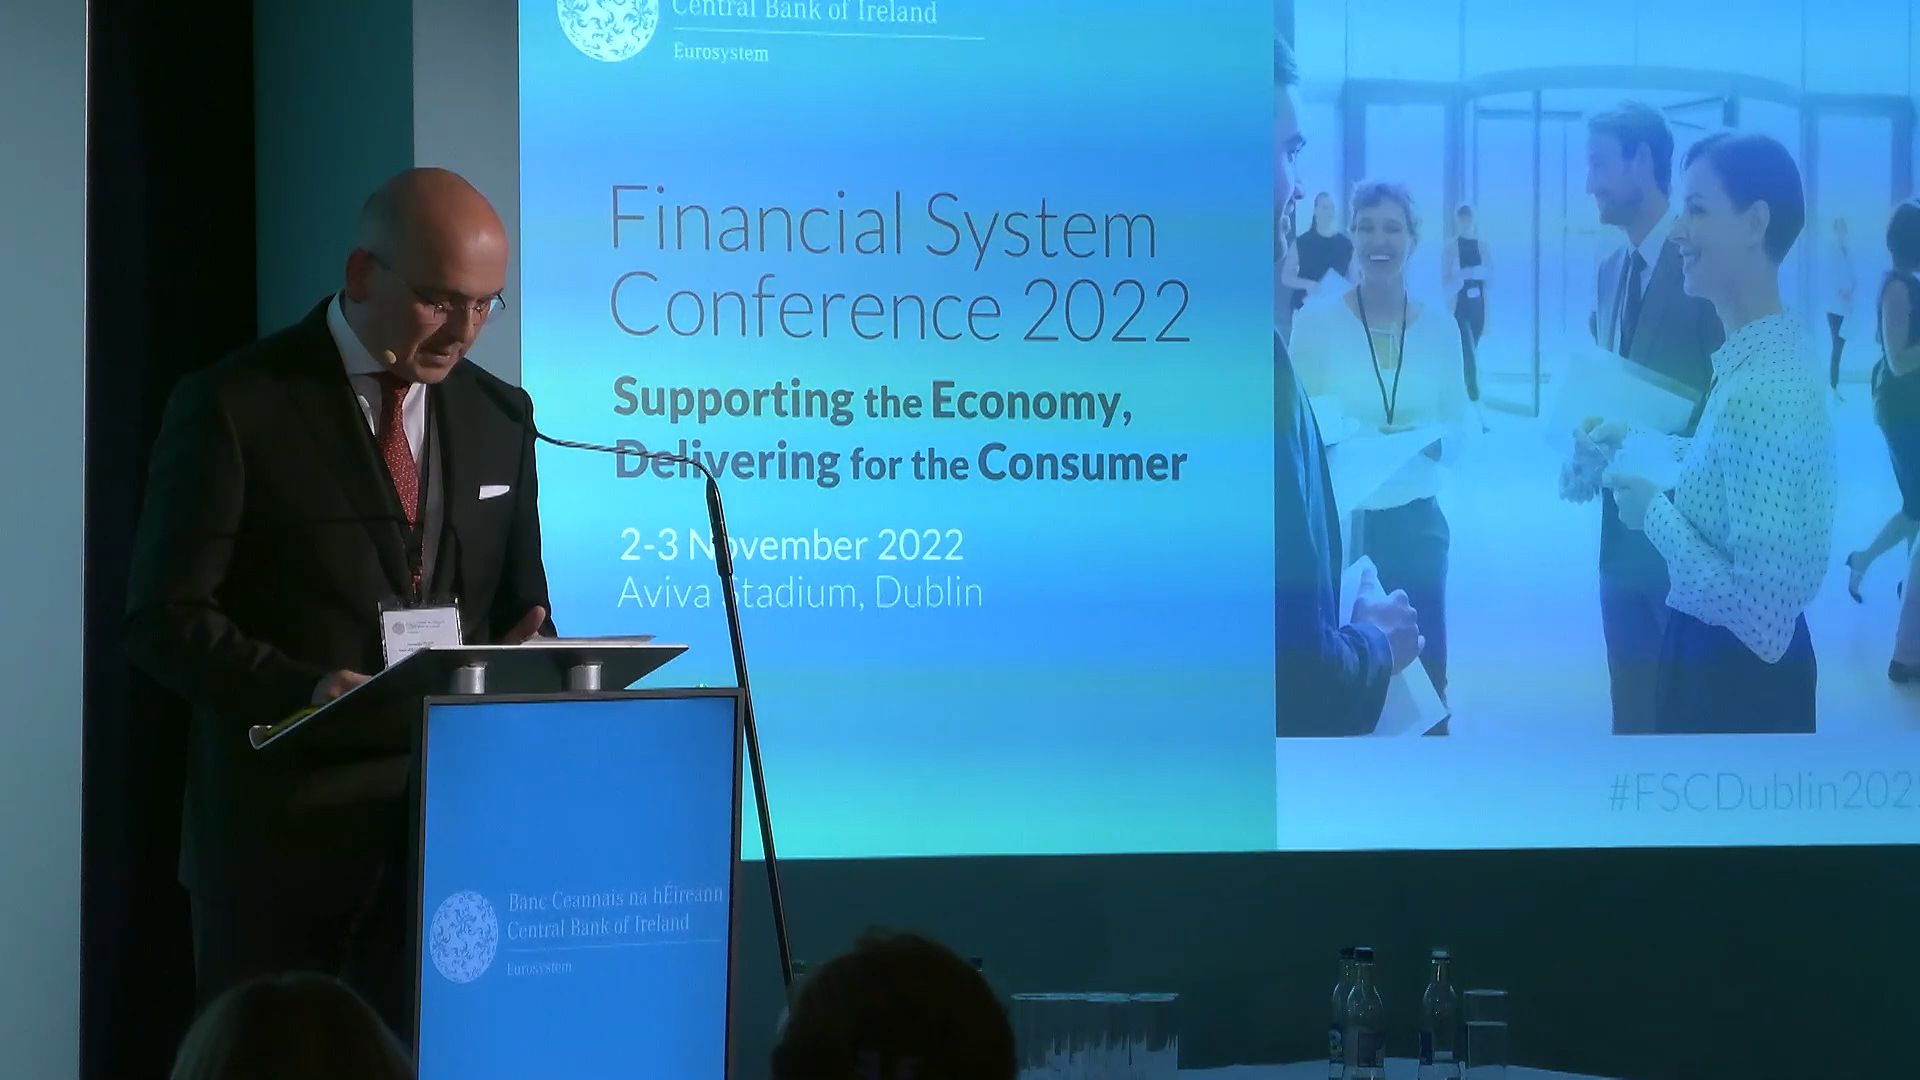 Central Bank of Ireland
Eurosystem
Financial System
Conference 2022
Supporting the Economy,
Delivering for the Consumer
2-3 November 2022
Aviva Stadium, Dublin
#FSCDublin202
Banc Ceannais na hÉireann
Central Bank of Ireland
Eurosystem